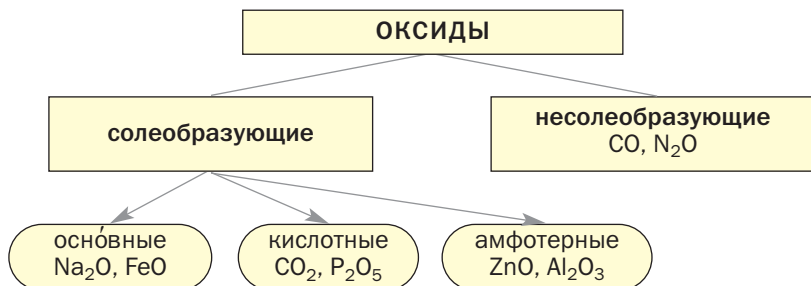 ОКСИДЫ
солеобразующие
несолеобразующие
CO, N₂O
осно́вные
Na₂O, FeO
кислотные
CO₂, P₂O₅
амфотерные
ZnO, Al₂O₃